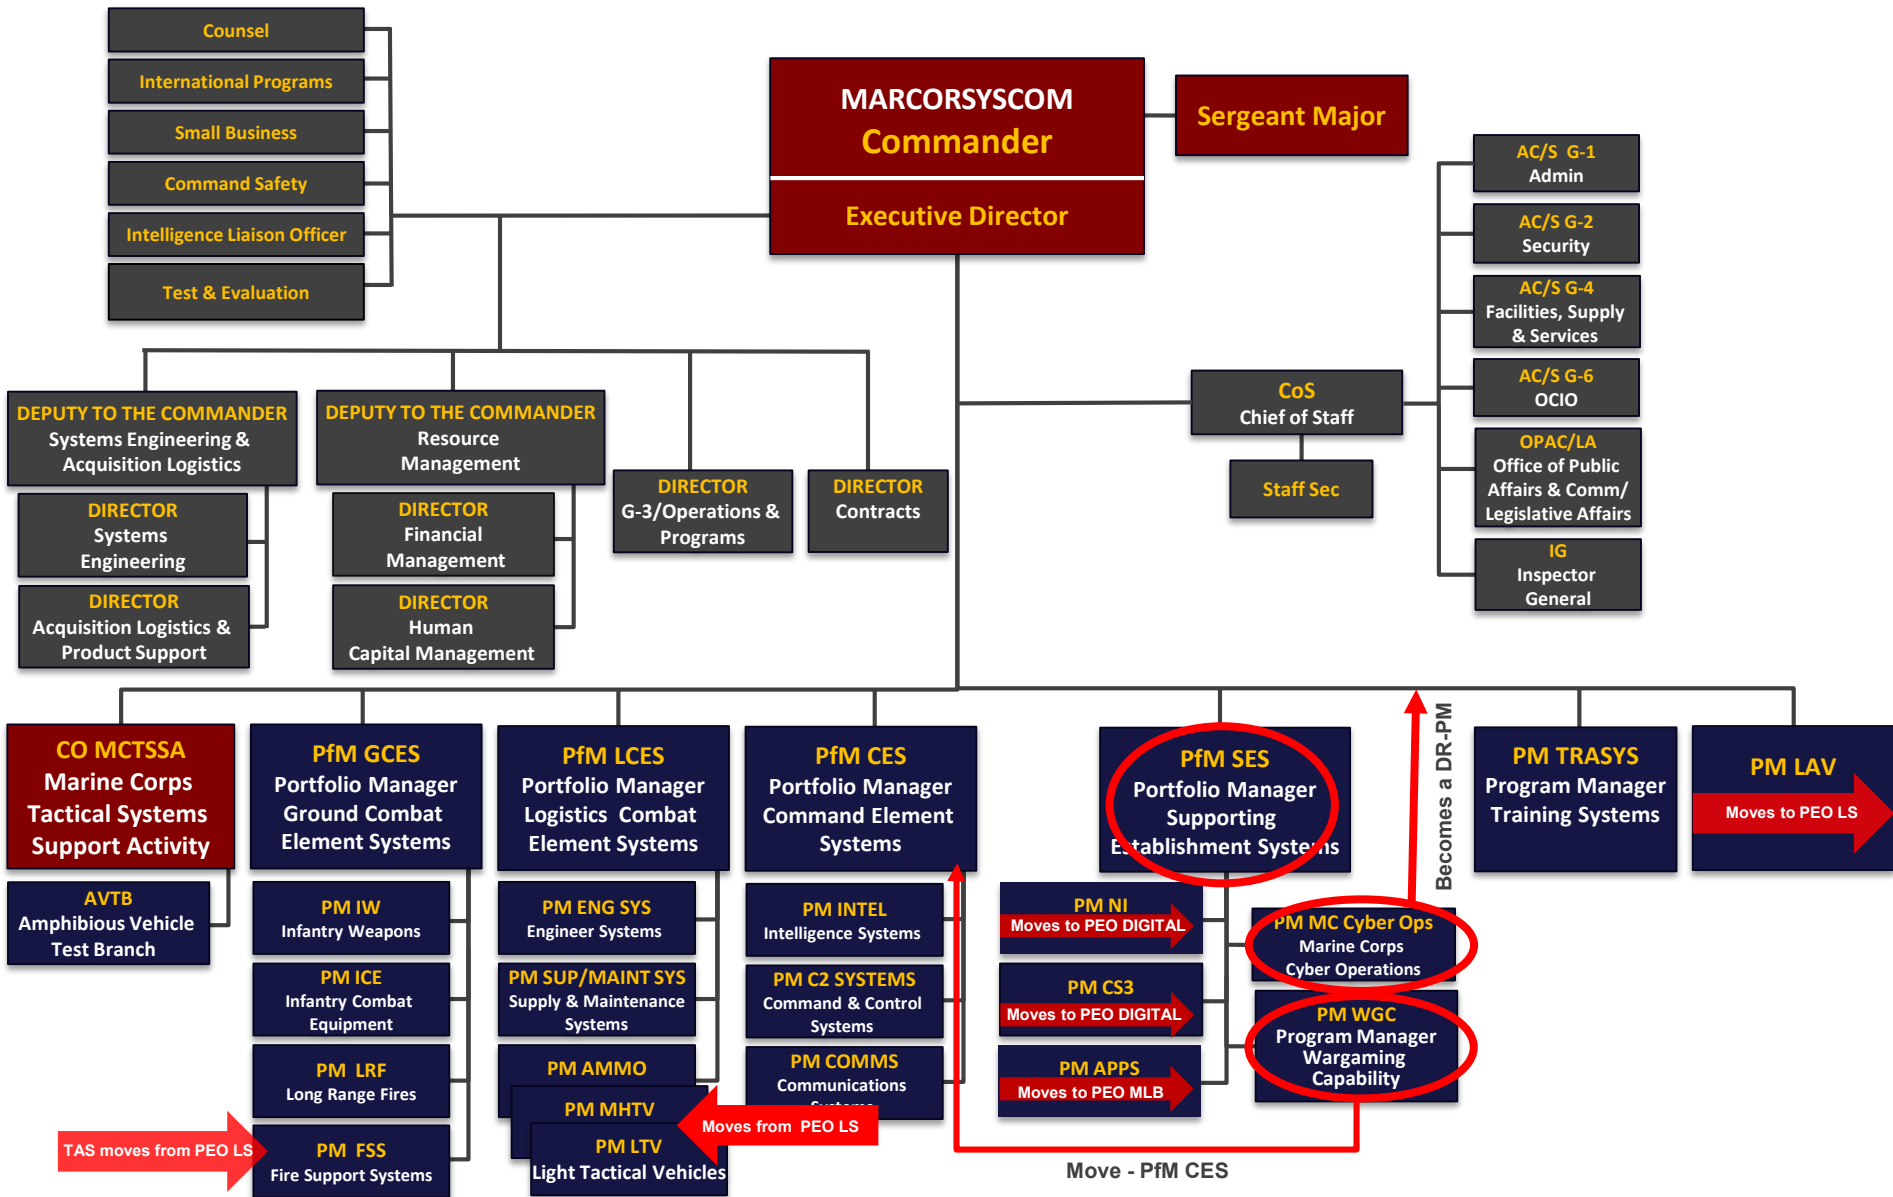 Counsel
International Programs
Small Business
Command Safety
Intelligence Liaison Officer
Test & Evaluation
MARCORSYSCOM
Commander
Executive Director
Sergeant Major
AC/S G-1
Admin
AC/S G-2
Security
AC/S G-4
Facilities, Supply
& Services
AC/S G-6
OCIO
OPAC/LA
Office of Public
Affairs & Comm/
Legislative Affairs
IG
Inspector
General
CoS
Chief of Staff
Staff Sec
DEPUTY TO THE COMMANDER
Systems Engineering &
Acquisition Logistics
DIRECTOR
Systems
Engineering
DIRECTOR
Acquisition Logistics &
Product Support
DEPUTY TO THE COMMANDER
Resource
Management
DIRECTOR
Financial
Management
DIRECTOR
Human
Capital Management
DIRECTOR
G-3/Operations &
Programs
DIRECTOR
Contracts
CO MCTSSA
Marine Corps
Tactical Systems
Support Activity
AVTB
Amphibious Vehicle
Test Branch
PfM GCES
Portfolio Manager
Ground Combat
Element Systems
PM IW
Infantry Weapons
PM ICE
Infantry Combat
Equipment
PM LRF
Long Range Fires
PM FSS
Fire Support Systems
TAS moves from PEO LS
PfM LCES
Portfolio Manager
Logistics Combat
Element Systems
PM ENG SYS
Engineer Systems
PM SUP/MAINT SYS
Supply & Maintenance
Systems
PM AMMO
PM MHTV
PM LTV
Light Tactical Vehicles
Moves from PEO LS
PfM CES
Portfolio Manager
Command Element
Systems
PM INTEL
Intelligence Systems
PM C2 SYSTEMS
Command & Control
Systems
PM COMMS
Communications
Systems
PfM SES
Portfolio Manager
Supporting
Establishment Systems
PM NI
Moves to PEO DIGITAL
PM CS3
Moves to PEO DIGITAL
PM APPS
Moves to PEO MLB
PM MC Cyber Ops
Marine Corps
Cyber Operations
PM WGC
Program Manager
Wargaming
Capability
Move - PfM CES
Becomes a DR-PM
PM TRASYS
Program Manager
Training Systems
PM LAV
Moves to PEO LS